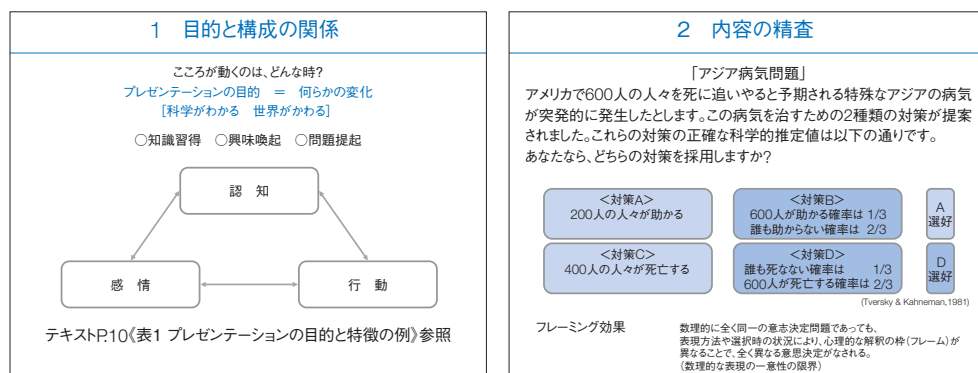 1 目的と構成の関係
こころが動くのは、どんな時?
プレゼンテーションの目的 = 何らかの変化
[科学がわかる 世界がわかる]
○知識習得 ○興味喚起 ○問題提起
認 知
感 情
行 動
テキストP.10《表1 プレゼンテーションの目的と特徴の例》参照
2 内容の精査
「アジア病気問題」
アメリカで600人の人々を死に追いやると予期される特殊なアジアの病気
が突発的に発生したとします。この病気を治すための2種類の対策が提案
されました。これらの対策の正確な科学的推定値は以下の通りです。
あなたなら、どちらの対策を採用しますか?
<対策A>
200人の人々が助かる
<対策B>
600人が助かる確率は 1/3
誰も助からない確率は 2/3
A
選好
<対策C>
400人の人々が死亡する
<対策D>
誰も死なない確率は 1/3
600人が死亡する確率は 2/3
D
選好
(Tversky & Kahneman,1981)
フレーミング効果
数理的に全く同一の意志決定問題であっても、
表現方法や選択時の状況により、心理的な解釈の枠(フレーム)が
異なることで、全く異なる意思決定がなされる。
(数理的な表現の一意性の限界)